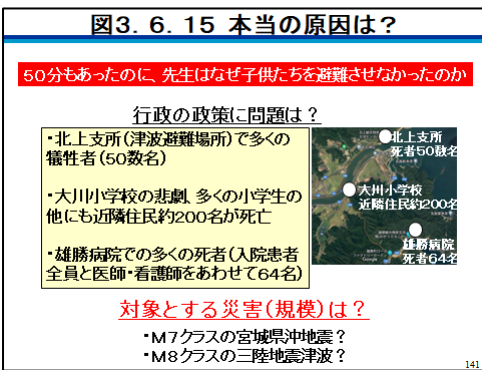 図3. 6. 15 本当の原因は？
50分もあったのに、先生はなぜ子供たちを避難させなかったのか
行政の政策に問題は？
・北上支所(津波避難場所)で多くの
犠牲者(50数名)
・大川小学校の悲劇、多くの小学生の
他にも近隣住民約200名が死亡
・雄勝病院での多くの死者(入院患者
全員と医師・看護師をあわせて64名)
北上支所
死者50数名
大川小学校
近隣住民約200名
雄勝病院
死者64名
対象とする災害(規模)は？
・M7クラスの宮城県沖地震？
・M8クラスの三陸地震津波？
141